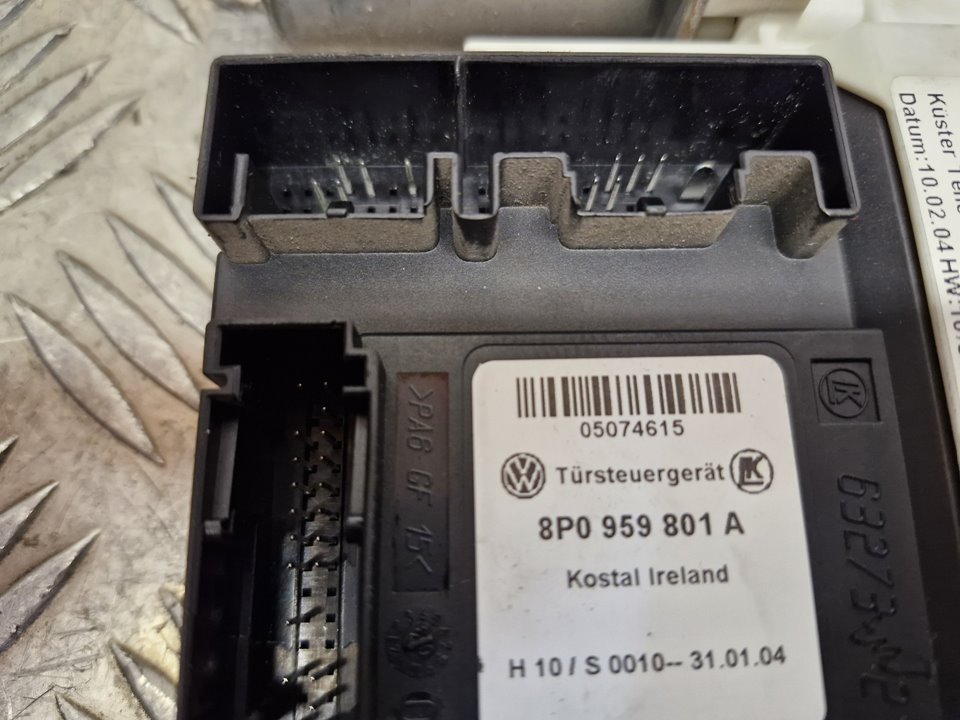 Küster
Datum:10.02.04 HW:
05074615
Türsteuergerät
8P0 959 801 A
Kostal Ireland
H 10 / S 0010-- 31.01.04
>PA6 GF 15<